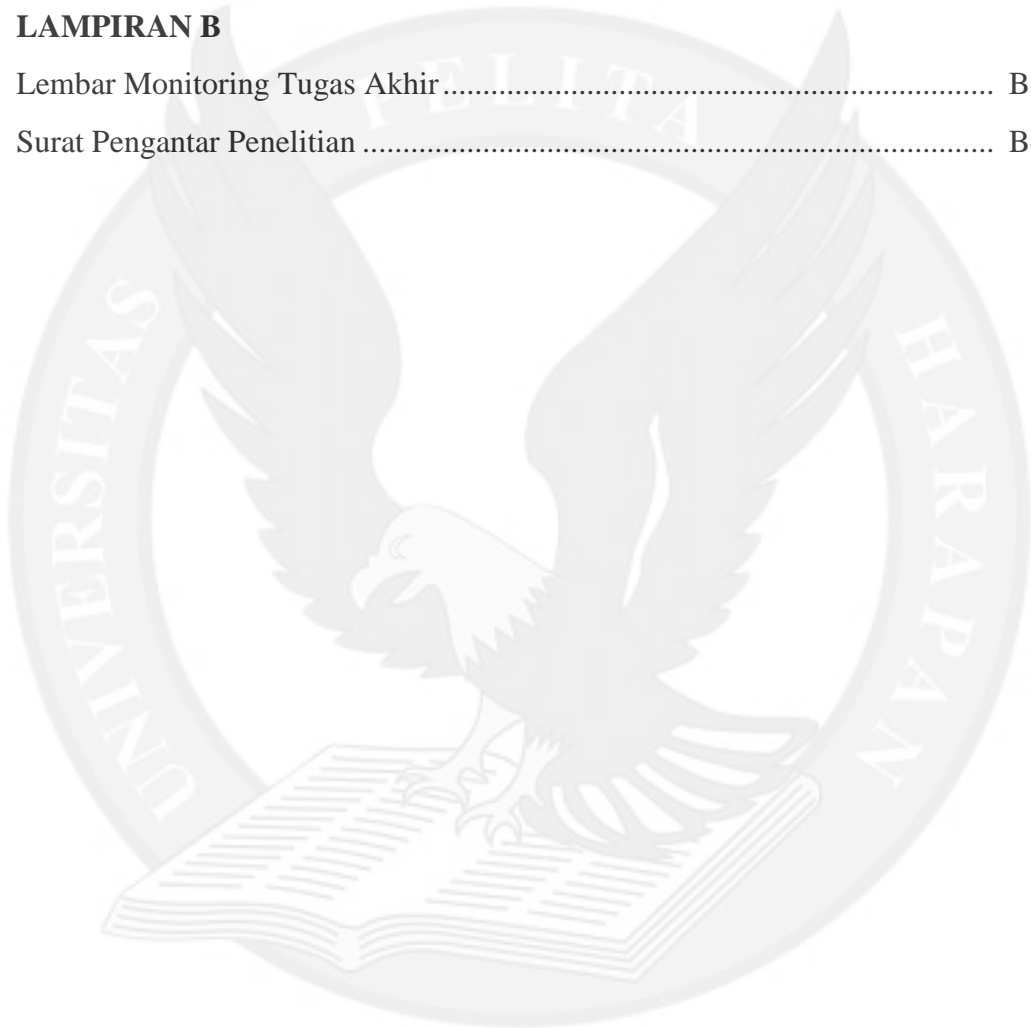 LAMPIRAN B
Lembar Monitoring Tugas Akhir.................................................................... B
Surat Pengantar Penelitian .............................................................................. B
UNIVERSITAS PELITA HARAPAN